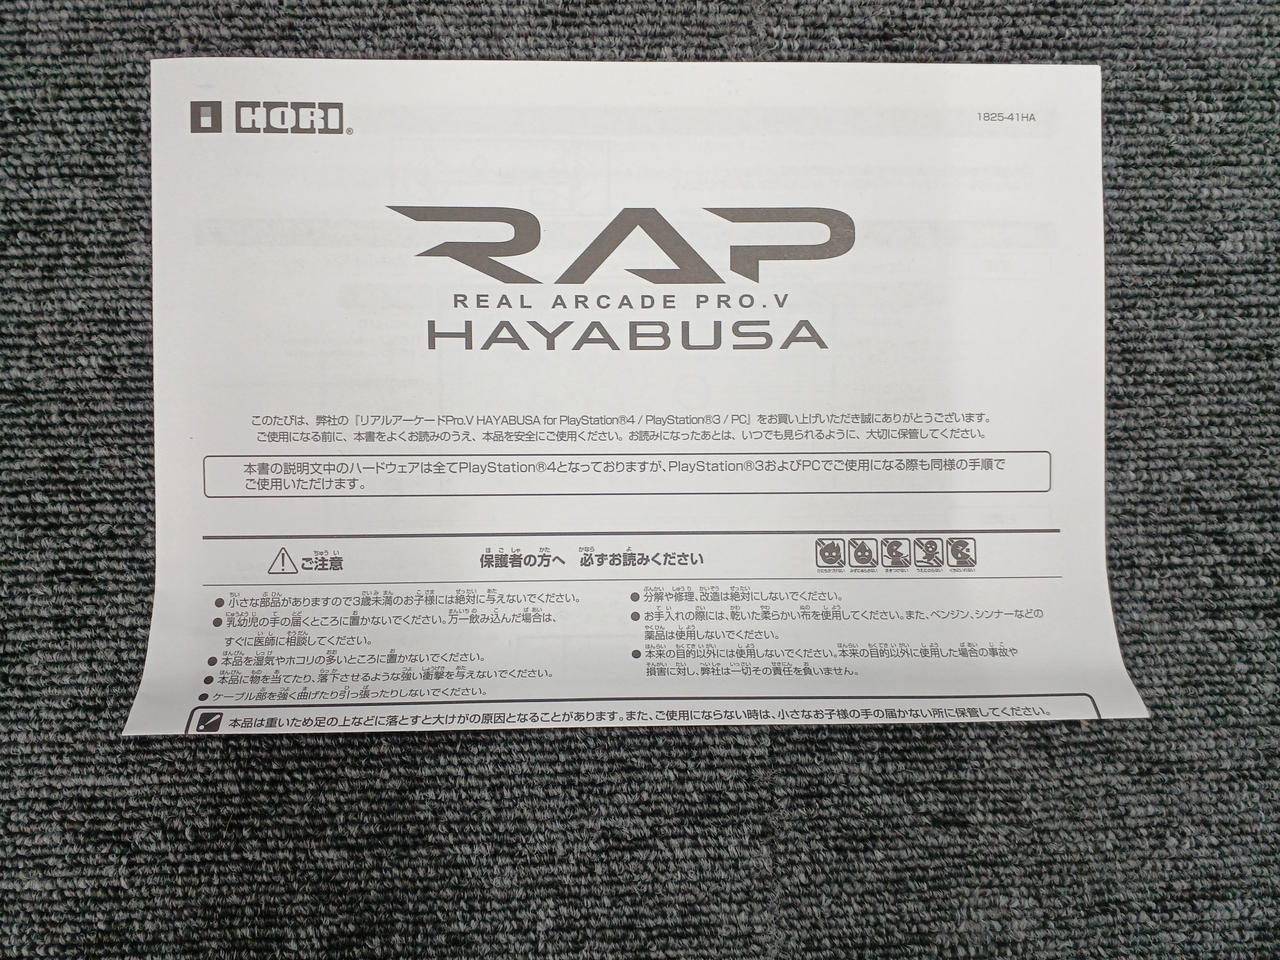 HORI®
1825-41HA
RAP
REAL ARCADE PRO.V
HAYABUSA
このたびは、弊社の『リアルアーケードPro.V HAYABUSA for PlayStation®4 / PlayStation®3 / PC』をお買い上げいただき誠にありがとうございます。
ご使用になる前に、本書をよくお読みのうえ、本品を安全にご使用ください。お読みになったあとは、いつでも見られるように、大切に保管してください。
本書の説明文中のハードウェアは全てPlayStation®4となっておりますが、PlayStation®3およびPCでご使用になる際も同様の手順で
ご使用いただけます。
ご注意
保護者の方へ 必ずお読みください
●小さな部品がありますので3歳未満のお子様には絶対に与えないでください。
●乳幼児の手の届くところに置かないでください。万一飲み込んだ場合は、
すぐに医師に相談してください。
●本品を湿気やホコリの多いところに置かないでください。
●本品に物を当てたり、落下させるような強い衝撃を与えないでください。
●ケーブル部を強く曲げたり引っ張ったりしないでください。
●分解や修理、改造は絶対にしないでください。
●お手入れの際には、乾いた柔らかい布を使用してください。また、ベンジン、シンナーなどの
薬品は使用しないでください。
●本来の目的以外には使用しないでください。本来の目的以外に使用した場合の事故や
損害に対し、弊社は一切その責任を負いません。
本品は重いため足の上などに落とすと大けがの原因となることがあります。また、ご使用にならない時は、小さなお子様の手の届かない所に保管してください。